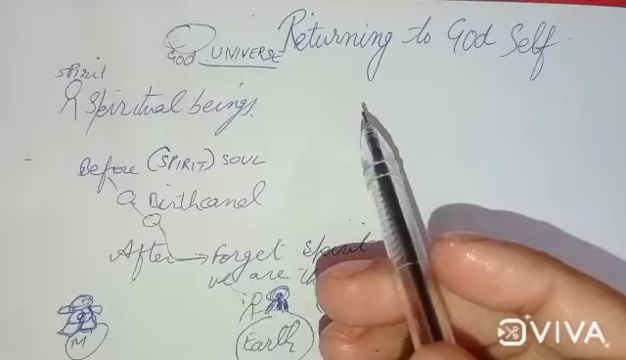 Returning to God Self.
God UNIVERSE
spirit
Spiritual beings.
Before (SPIRIT) SOUL
Birthcanal
After → Forget spirit
we are
M
Earth
VIVA